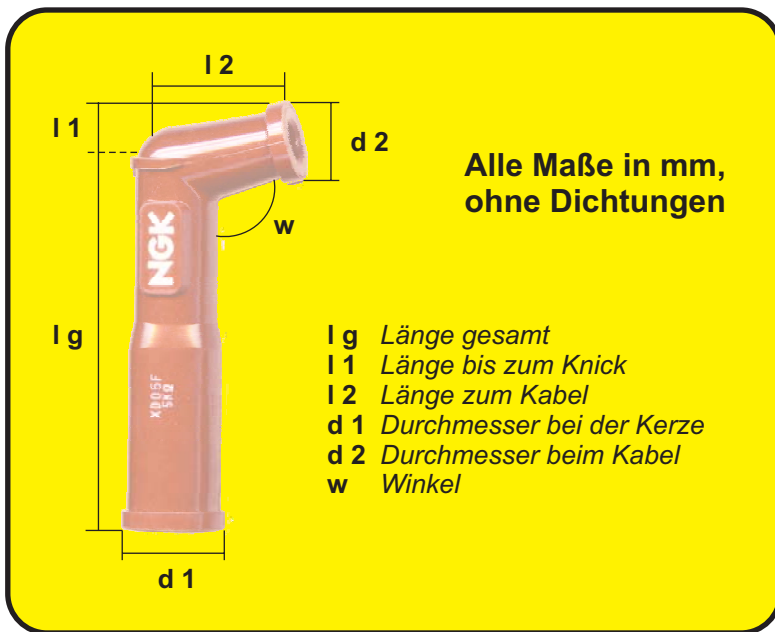 l 2
l 1
d 2
Alle Maße in mm,
ohne Dichtungen
w
NGK
l g
l g Länge gesamt
l 1 Länge bis zum Knick
l 2 Länge zum Kabel
d 1 Durchmesser bei der Kerze
d 2 Durchmesser beim Kabel
w Winkel
XD05F
d 1